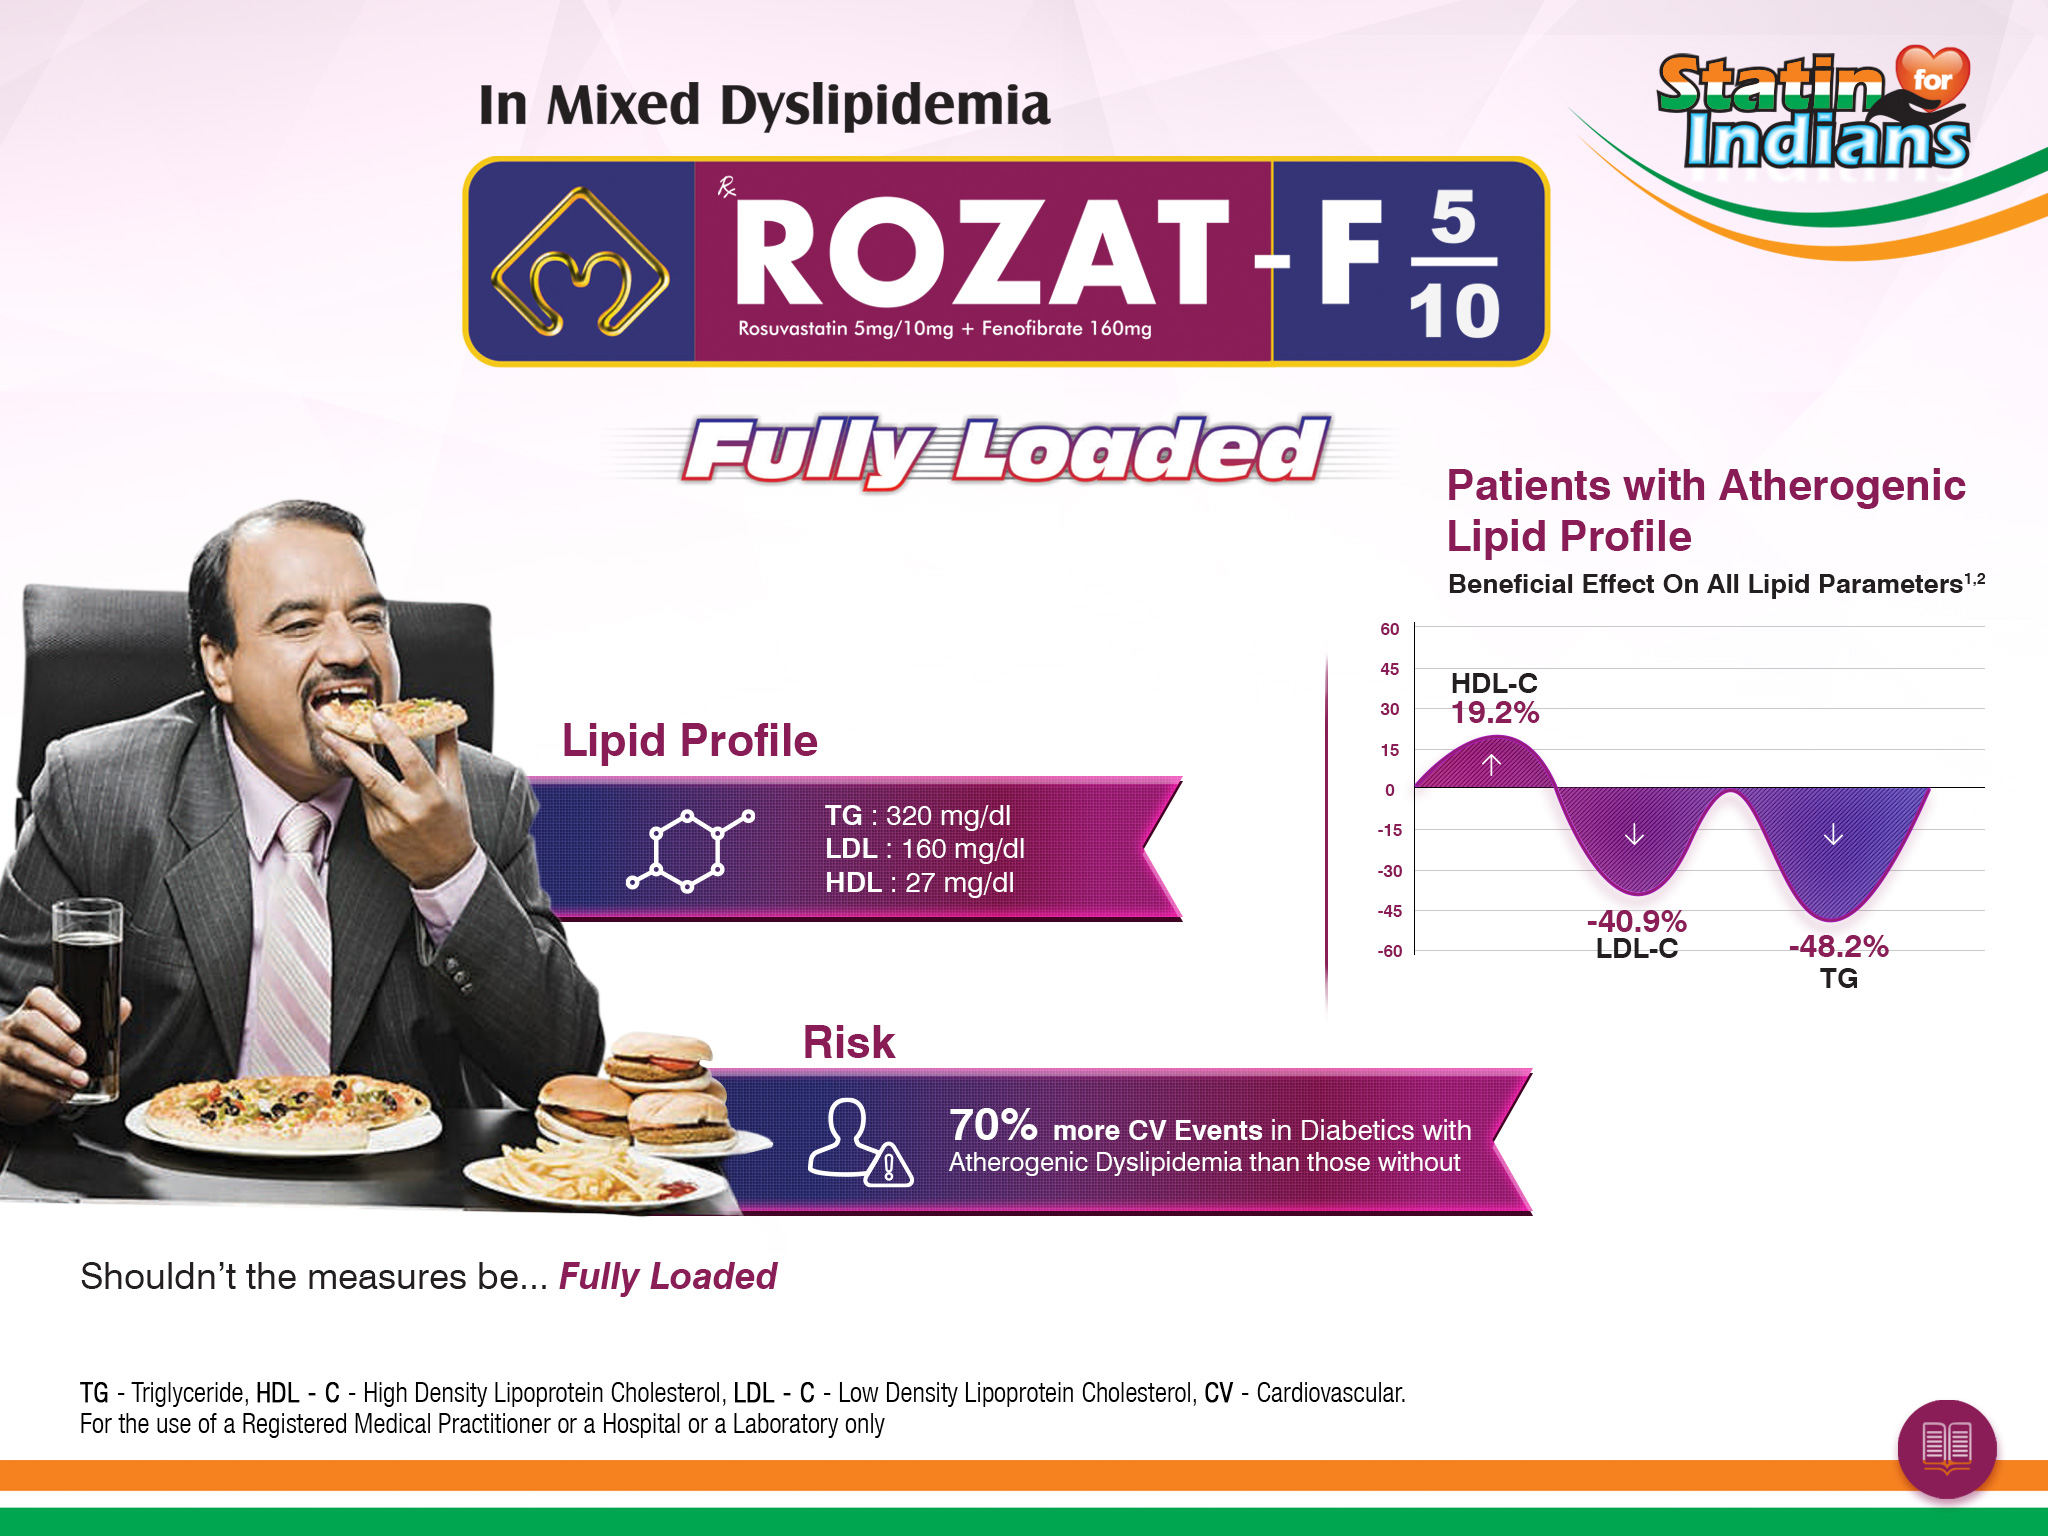 In Mixed Dyslipidemia
Statin for
Indians
Rx
ROZAT-F 5
10
Rosuvastatin 5mg/10mg + Fenofibrate 160mg
Fully Loaded
Patients with Atherogenic
Lipid Profile
Beneficial Effect On All Lipid Parameters¹,²
60
45
30
15
0
-15
-30
-45
-60
HDL-C
19.2%
-40.9%
LDL-C
-48.2%
TG
Lipid Profile
TG : 320 mg/dl
LDL : 160 mg/dl
HDL : 27 mg/dl
Risk
70% more CV Events in Diabetics with
Atherogenic Dyslipidemia than those without
Shouldn't the measures be... Fully Loaded
TG - Triglyceride, HDL - C - High Density Lipoprotein Cholesterol, LDL - C - Low Density Lipoprotein Cholesterol, CV - Cardiovascular.
For the use of a Registered Medical Practitioner or a Hospital or a Laboratory only